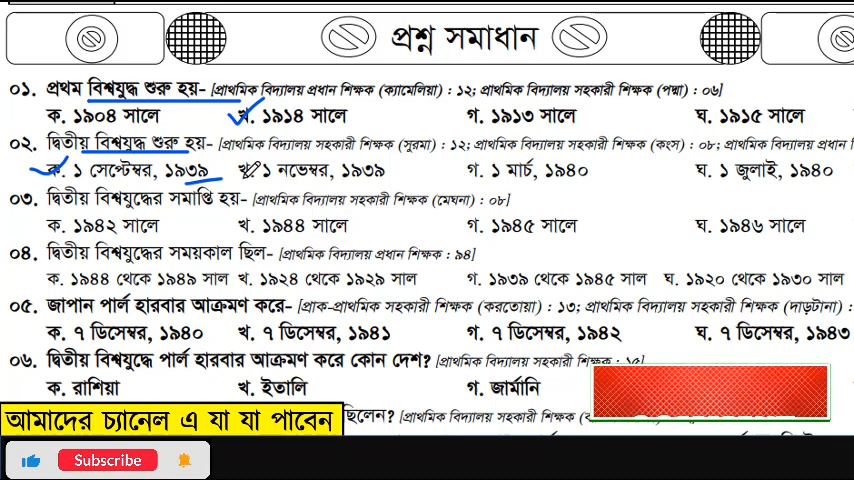 প্রশ্ন সমাধান
০১. প্রথম বিশ্বযুদ্ধ শুরু হয়- [প্রাথমিক বিদ্যালয় প্রধান শিক্ষক (ক্যামেলিয়া) : ১২; প্রাথমিক বিদ্যালয় সহকারী শিক্ষক (পদ্মা) : ০৬]
ক. ১৯০৪ সালে খ. ১৯১৪ সালে গ. ১৯১৩ সালে ঘ. ১৯১৫ সালে
০২. দ্বিতীয় বিশ্বযুদ্ধ শুরু হয়- [প্রাথমিক বিদ্যালয় সহকারী শিক্ষক (সুরমা) : ১২; প্রাথমিক বিদ্যালয় সহকারী শিক্ষক (কংস) : ০৮; প্রাথমিক বিদ্যালয় প্রধান
ক. ১ সেপ্টেম্বর, ১৯৩৯ খ. ১ নভেম্বর, ১৯৩৯ গ. ১ মার্চ, ১৯৪০ ঘ. ১ জুলাই, ১৯৪০
০৩. দ্বিতীয় বিশ্বযুদ্ধের সমাপ্তি হয়- [প্রাথমিক বিদ্যালয় সহকারী শিক্ষক (মেঘনা) : ০৮]
ক. ১৯৪২ সালে খ. ১৯৪৪ সালে গ. ১৯৪৫ সালে ঘ. ১৯৪৬ সালে
০৪. দ্বিতীয় বিশ্বযুদ্ধের সময়কাল ছিল- [প্রাথমিক বিদ্যালয় প্রধান শিক্ষক : ৯৪]
ক. ১৯৪৪ থেকে ১৯৪৯ সাল খ. ১৯২৪ থেকে ১৯২৯ সাল গ. ১৯৩৯ থেকে ১৯৪৫ সাল ঘ. ১৯২০ থেকে ১৯৩০ সাল
০৫. জাপান পার্ল হারবার আক্রমণ করে- [প্রাক-প্রাথমিক সহকারী শিক্ষক (করতোয়া) : ১৩; প্রাথমিক বিদ্যালয় সহকারী শিক্ষক (দাড়টানা) :
ক. ৭ ডিসেম্বর, ১৯৪০ খ. ৭ ডিসেম্বর, ১৯৪১ গ. ৭ ডিসেম্বর, ১৯৪২ ঘ. ৭ ডিসেম্বর, ১৯৪৩
০৬. দ্বিতীয় বিশ্বযুদ্ধে পার্ল হারবার আক্রমণ করে কোন দেশ? [প্রাথমিক বিদ্যালয় সহকারী শিক্ষক : ১৫]
ক. রাশিয়া খ. ইতালি গ. জার্মানি
আমাদের চ্যানেল এ যা যা পাবেন
ছিলেন? [প্রাথমিক বিদ্যালয় সহকারী শিক্ষক
Subscribe